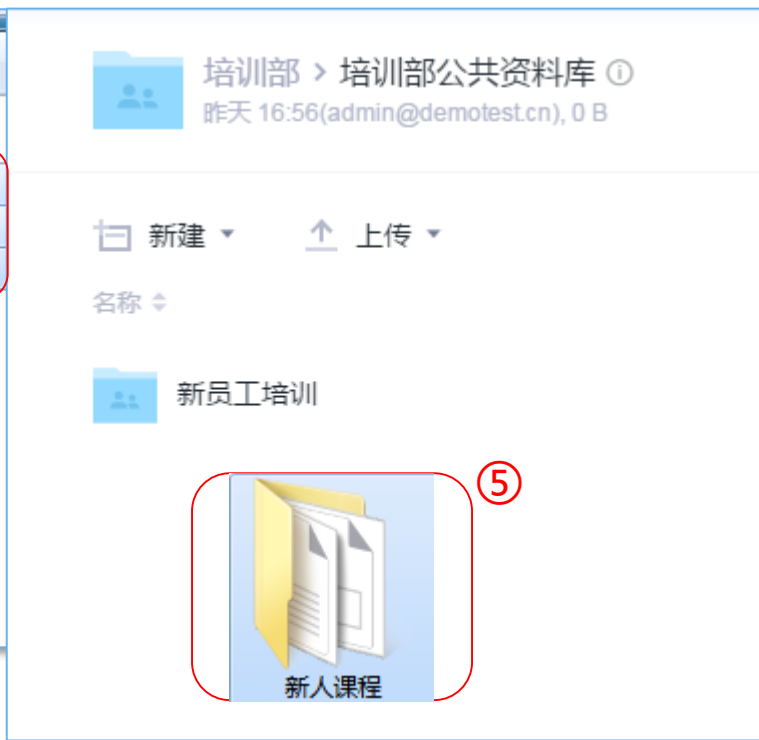 培训部 > 培训部公共资料库
昨天 16:56(admin@demotest.cn), 0 B
新建 上传
名称
新员工培训
⑤
新人课程